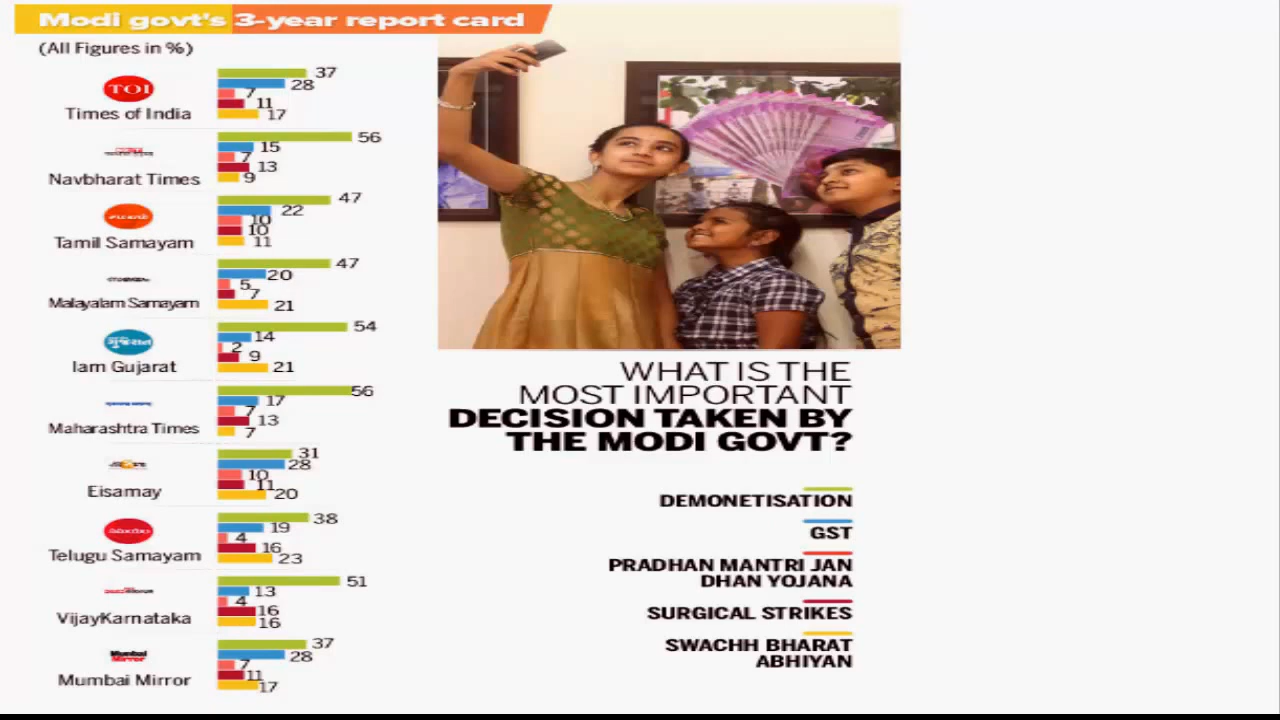 Modi govt's 3-year report card
(All Figures in %)
TOI
Times of India
37
28
7
11
17
Navbharat Times
56
15
7
13
9
Tamil Samayam
47
22
10
10
11
Malayalam Samayam
47
20
5
7
21
Iam Gujarat
54
14
2
9
21
Maharashtra Times
56
17
7
13
7
Eisamay
31
28
10
11
20
Telugu Samayam
38
19
4
16
23
VijayKarnataka
51
13
4
16
16
Mumbai
Mirror
Mumbai Mirror
37
28
7
11
17
WHAT IS THE
MOST IMPORTANT
DECISION TAKEN BY
THE MODI GOVT?
DEMONETISATION
GST
PRADHAN MANTRI JAN
DHAN YOJANA
SURGICAL STRIKES
SWACHH BHARAT
ABHIYAN